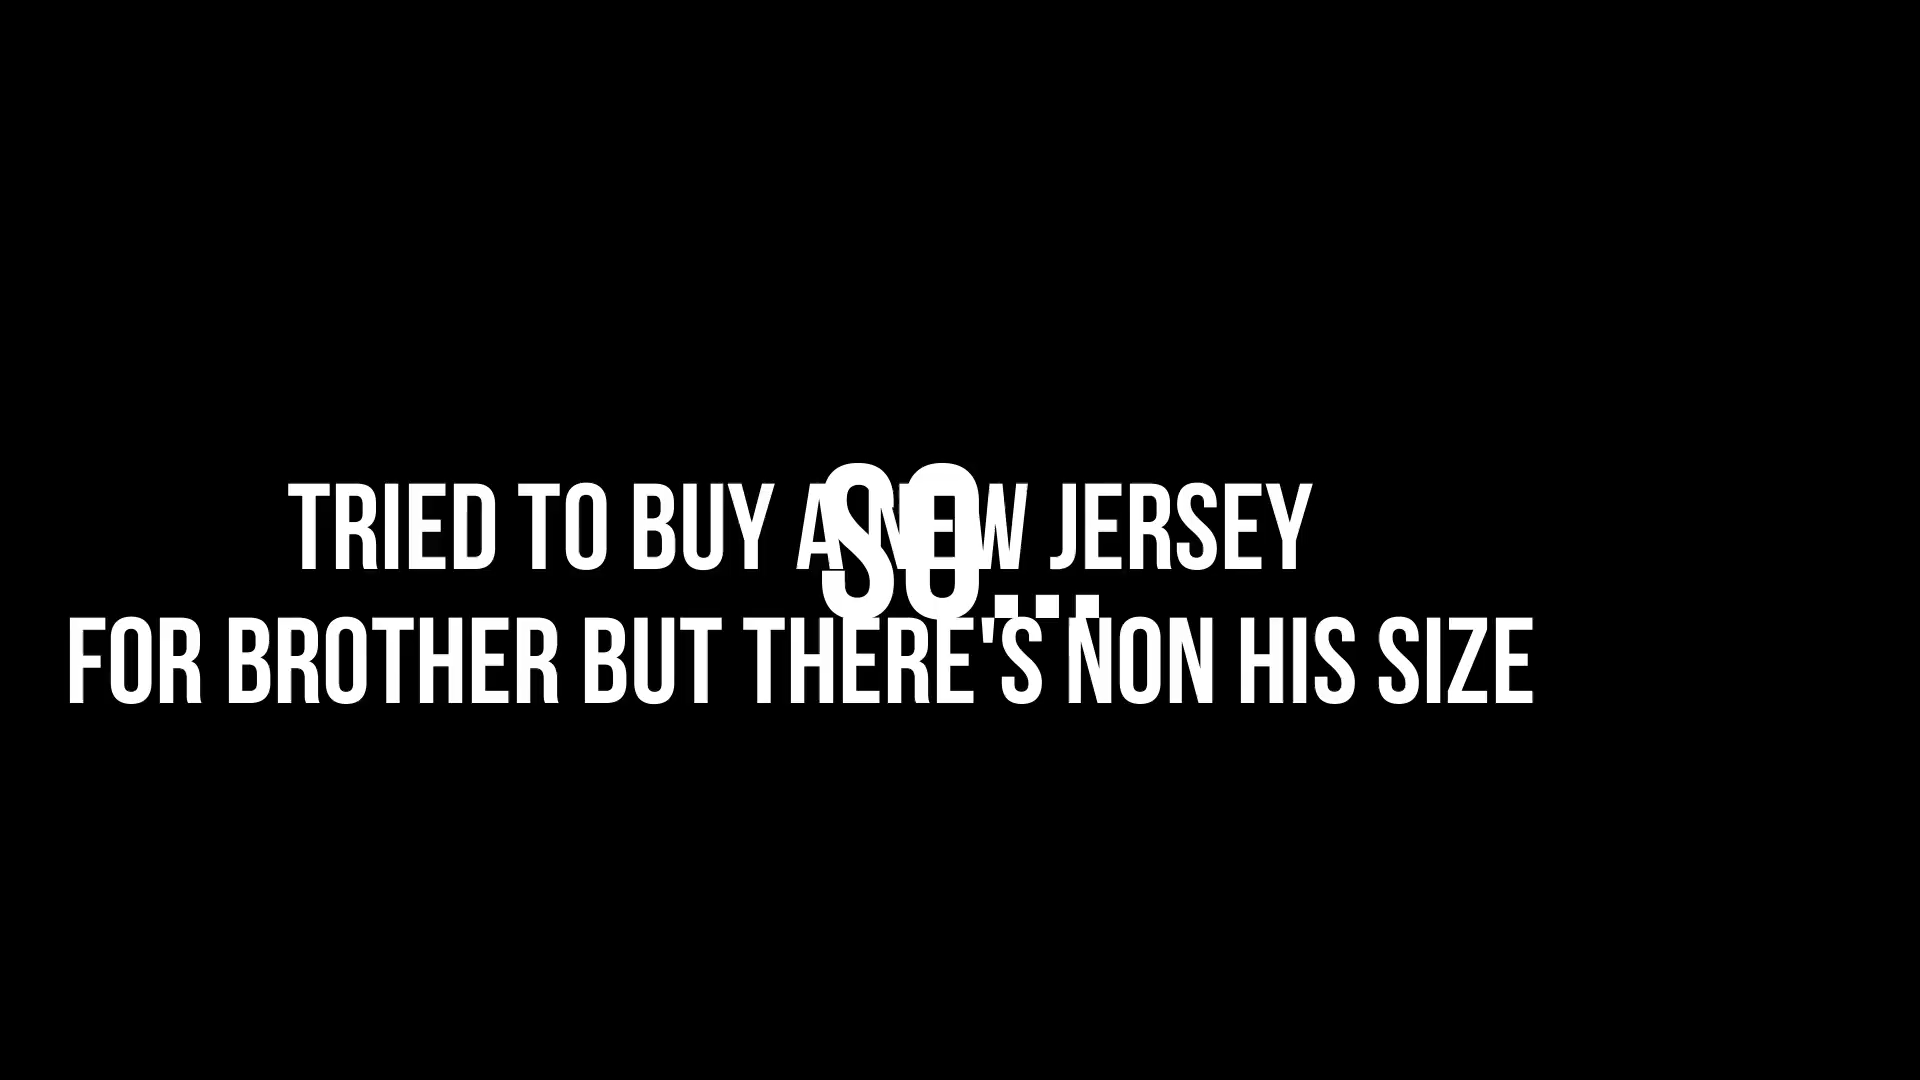 SO...
TRIED TO BUY A NEW JERSEY
FOR BROTHER BUT THERE'S NON HIS SIZE